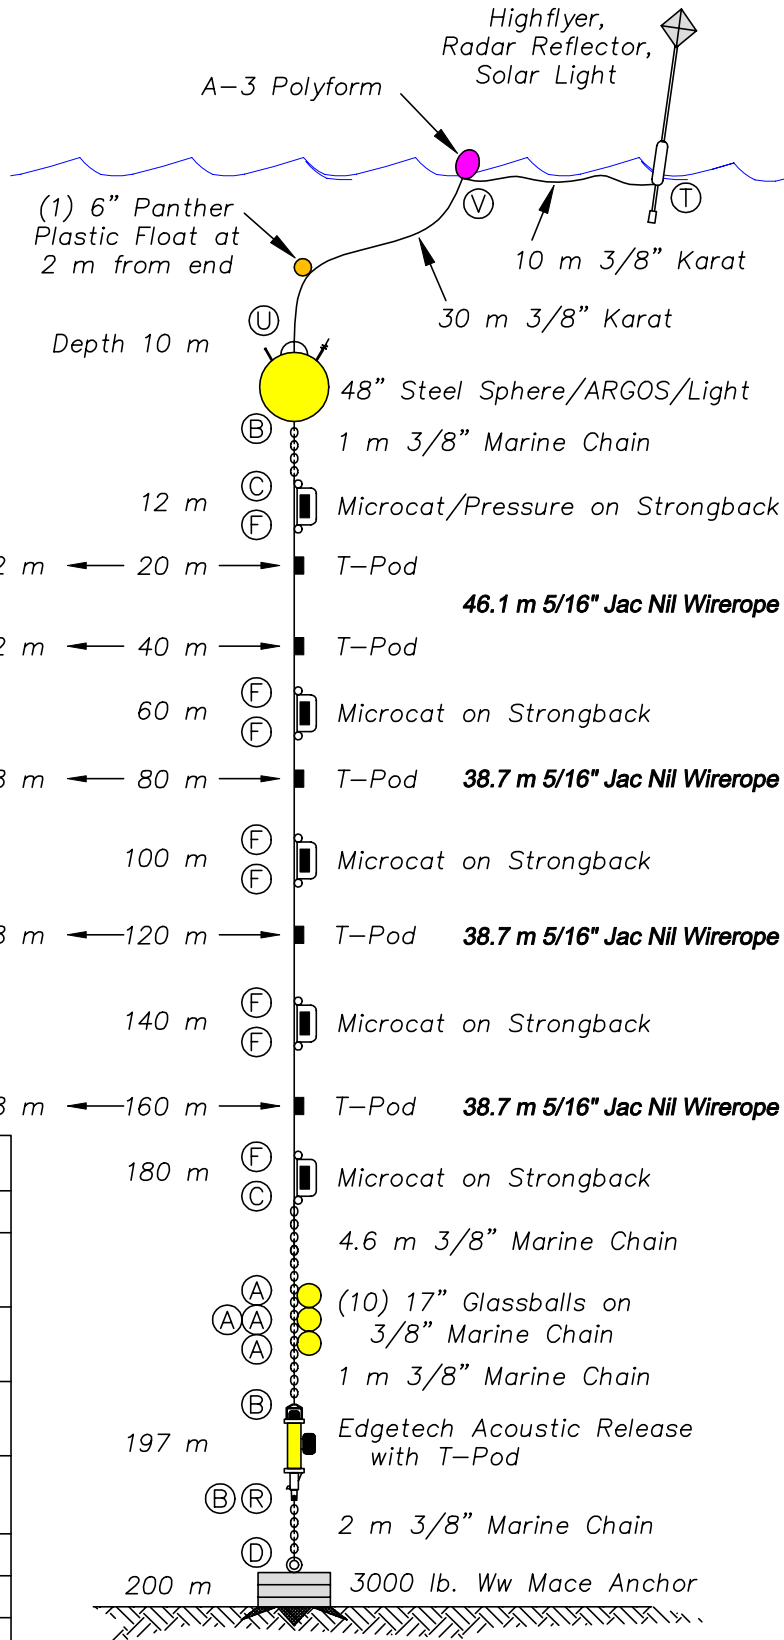 Highflyer,
Radar Reflector,
Solar Light
A-3 Polyform
(1) 6" Panther
Plastic Float at
2 m from end
V
T
10 m 3/8" Karat
30 m 3/8" Karat
U
Depth 10 m
48" Steel Sphere/ARGOS/Light
B
1 m 3/8" Marine Chain
C
12 m
Microcat/Pressure on Strongback
F
2 m
20 m
T-Pod
46.1 m 5/16" Jac Nil Wirerope
2 m
40 m
T-Pod
F
60 m
Microcat on Strongback
F
80 m
T-Pod
38.7 m 5/16" Jac Nil Wirerope
F
100 m
Microcat on Strongback
F
120 m
T-Pod
38.7 m 5/16" Jac Nil Wirerope
F
140 m
Microcat on Strongback
F
160 m
T-Pod
38.7 m 5/16" Jac Nil Wirerope
F
180 m
Microcat on Strongback
C
4.6 m 3/8" Marine Chain
A
(10) 17" Glassballs on
A A
3/8" Marine Chain
A
1 m 3/8" Marine Chain
B
197 m
Edgetech Acoustic Release
with T-Pod
B R
2 m 3/8" Marine Chain
D
200 m
3000 lb. Ww Mace Anchor